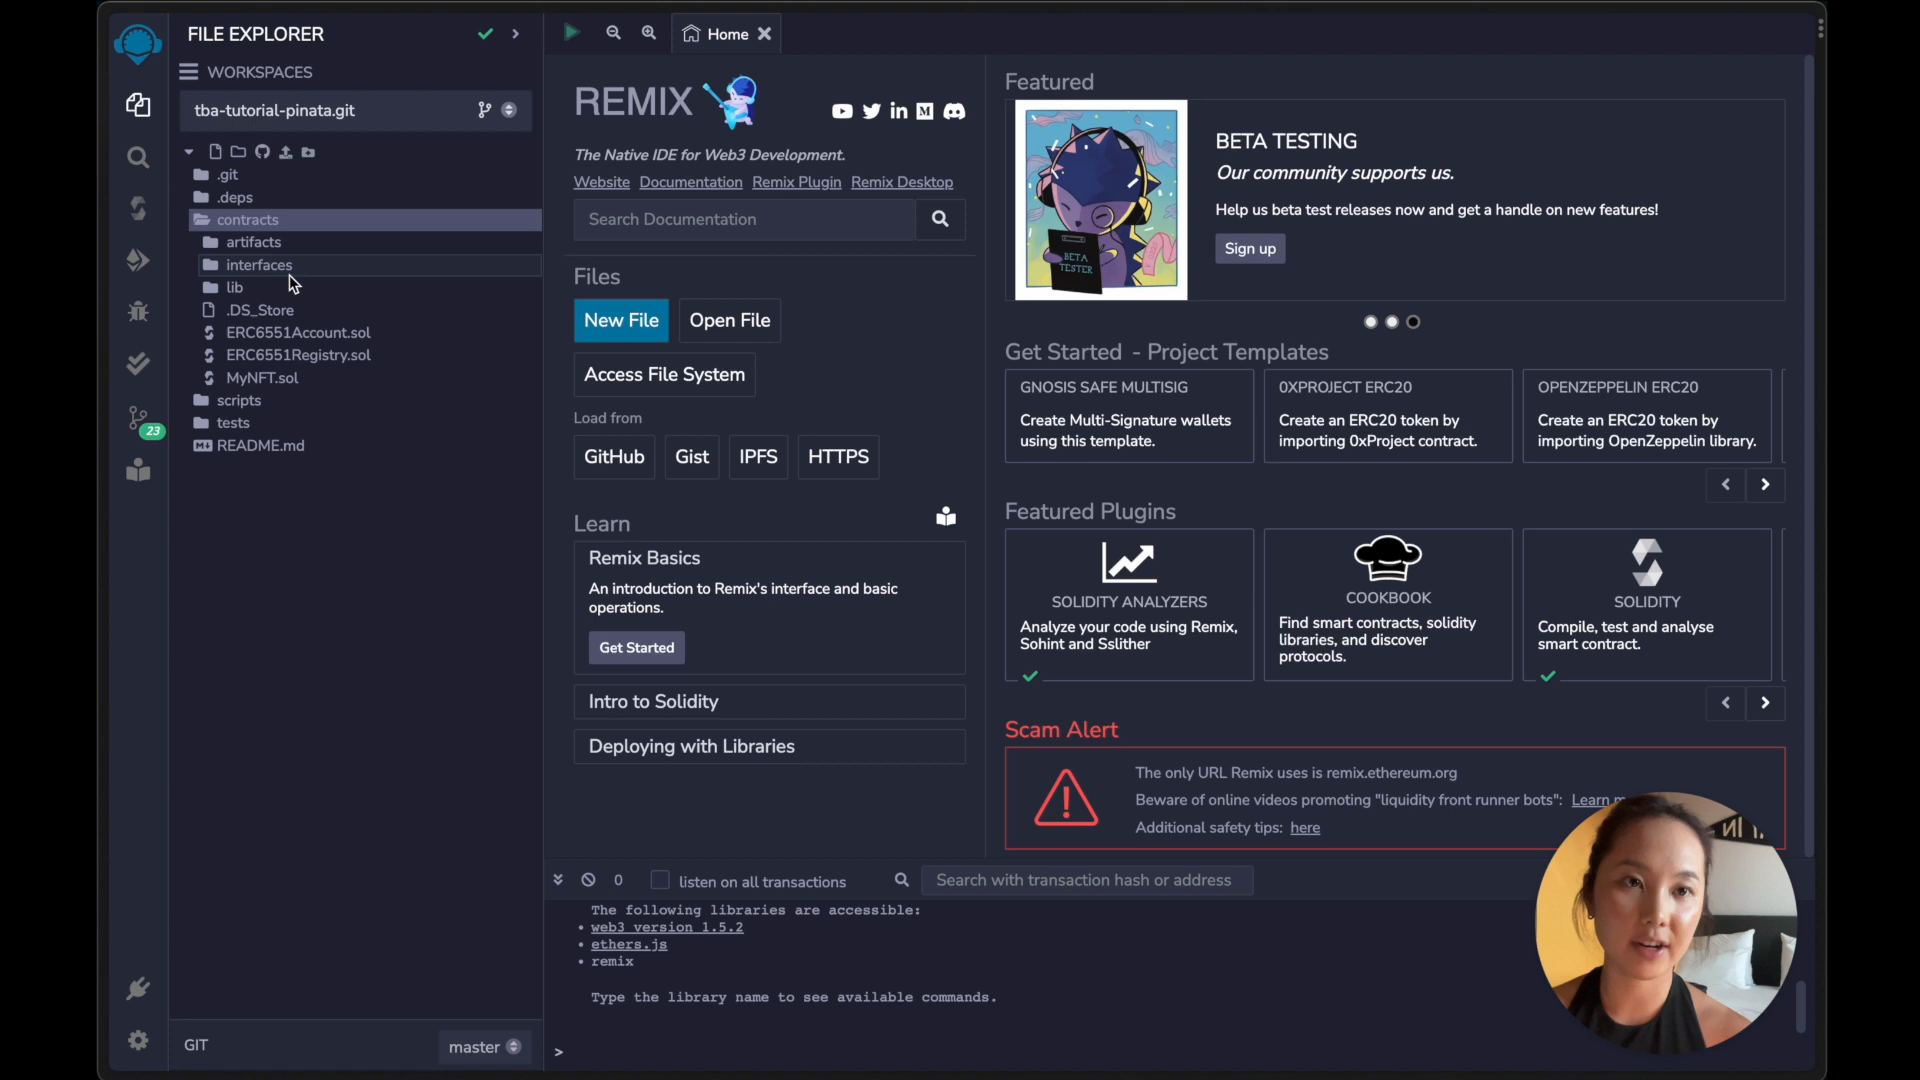 FILE EXPLORER
WORKSPACES
tba-tutorial-pinata.git
.git
.deps
contracts
artifacts
interfaces
lib
.DS_Store
ERC6551Account.sol
ERC6551Registry.sol
MyNFT.sol
scripts
tests
README.md
23
GIT
master
Home
REMIX
The Native IDE for Web3 Development.
Website Documentation Remix Plugin Remix Desktop
Search Documentation
Files
New File
Open File
Access File System
Load from
GitHub
Gist
IPFS
HTTPS
Learn
Remix Basics
An introduction to Remix's interface and basic
operations.
Get Started
Intro to Solidity
Deploying with Libraries
Featured
BETA
TESTER
BETA TESTING
Our community supports us.
Help us beta test releases now and get a handle on new features!
Sign up
Get Started - Project Templates
GNOSIS SAFE MULTISIG
Create Multi-Signature wallets
using this template.
0XPROJECT ERC20
Create an ERC20 token by
importing 0xProject contract.
OPENZEPPELIN ERC20
Create an ERC20 token by
importing OpenZeppelin library.
Featured Plugins
SOLIDITY ANALYZERS
Analyze your code using Remix,
Solhint and Sslither
COOKBOOK
Find smart contracts, solidity
libraries, and discover
protocols.
SOLIDITY
Compile, test and analyse
smart contract.
Scam Alert
The only URL Remix uses is remix.ethereum.org
Beware of online videos promoting "liquidity front runner bots": Learn m
Additional safety tips: here
0
listen on all transactions
Search with transaction hash or address
The following libraries are accessible:
• web3 version 1.5.2
• ethers.js
• remix
Type the library name to see available commands.
>